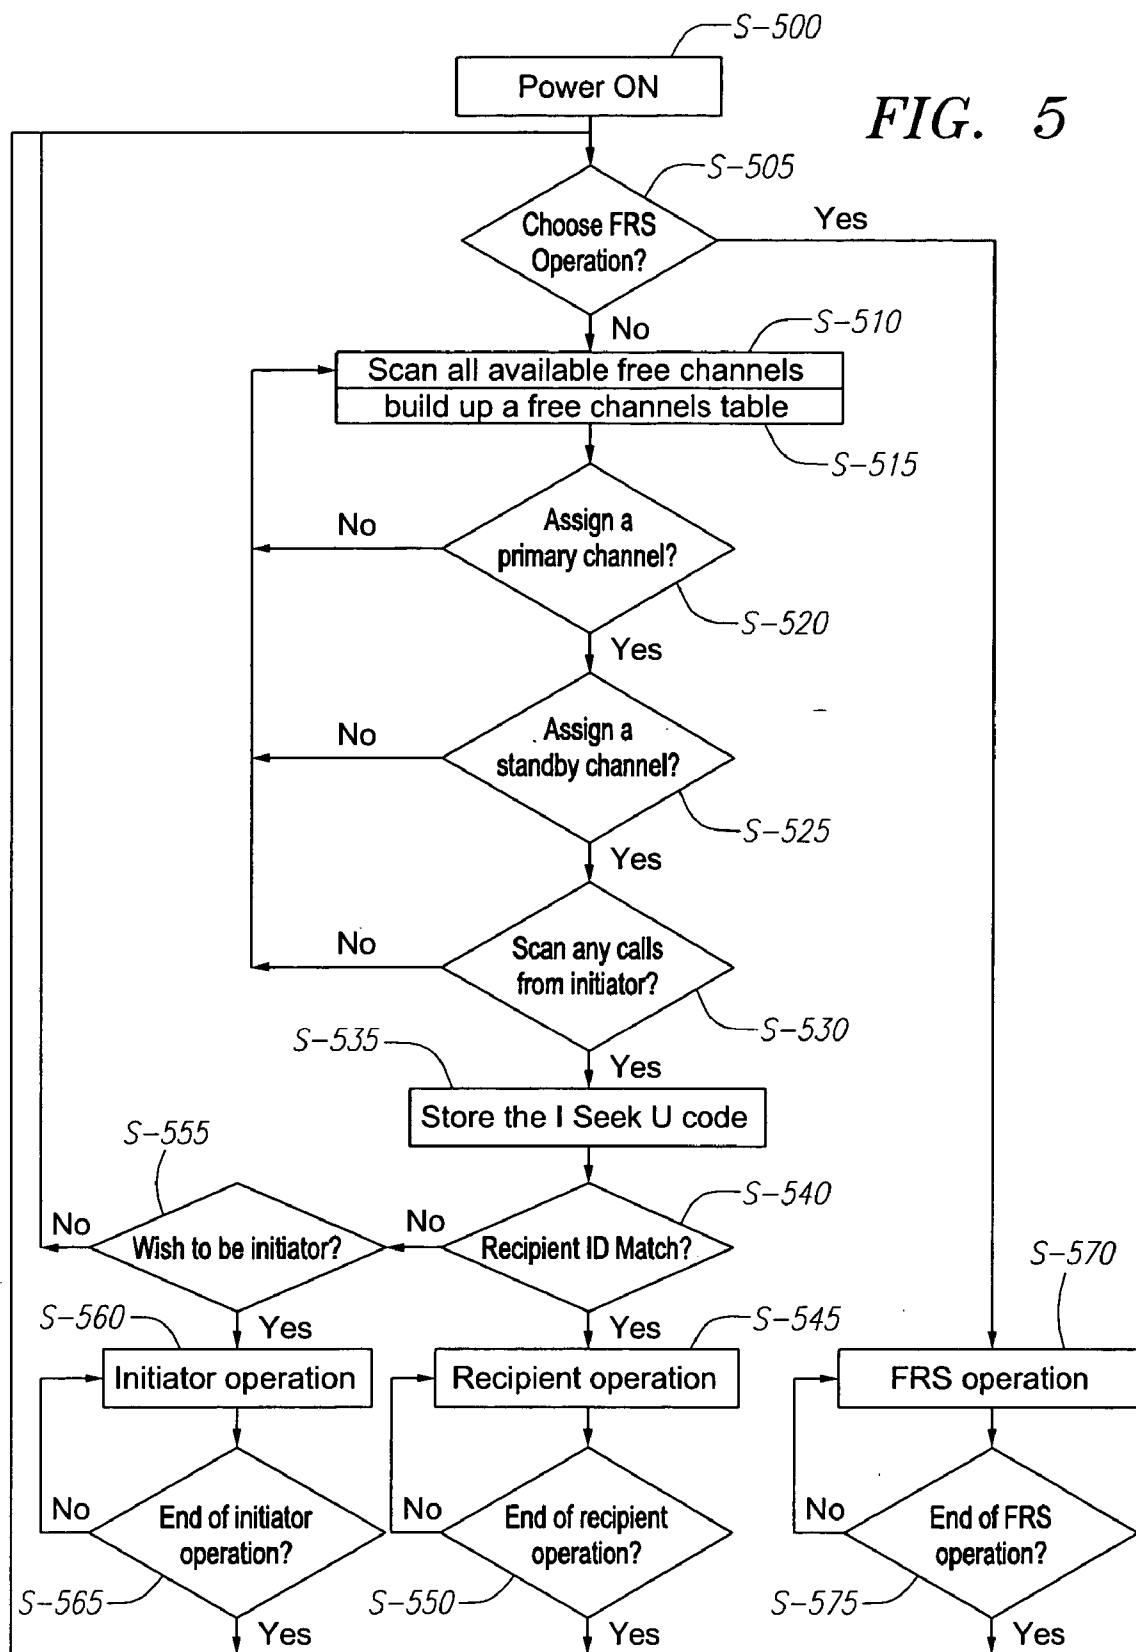 S-500
Power ON
FIG. 5
S-505
Choose FRS
Operation?
Yes
No
S-510
Scan all available free channels
build up a free channels table
S-515
No
Assign a
primary channel?
S-520
Yes
No
Assign a
standby channel?
S-525
Yes
No
Scan any calls
from initiator?
S-530
S-535
Yes
Store the I Seek U code
S-555
S-540
No
Wish to be initiator?
No
Recipient ID Match?
S-570
S-560
Yes
Yes
S-545
Initiator operation
Recipient operation
FRS operation
No
End of initiator
operation?
No
End of recipient
operation?
No
End of FRS
operation?
S-565
Yes
S-550
Yes
S-575
Yes